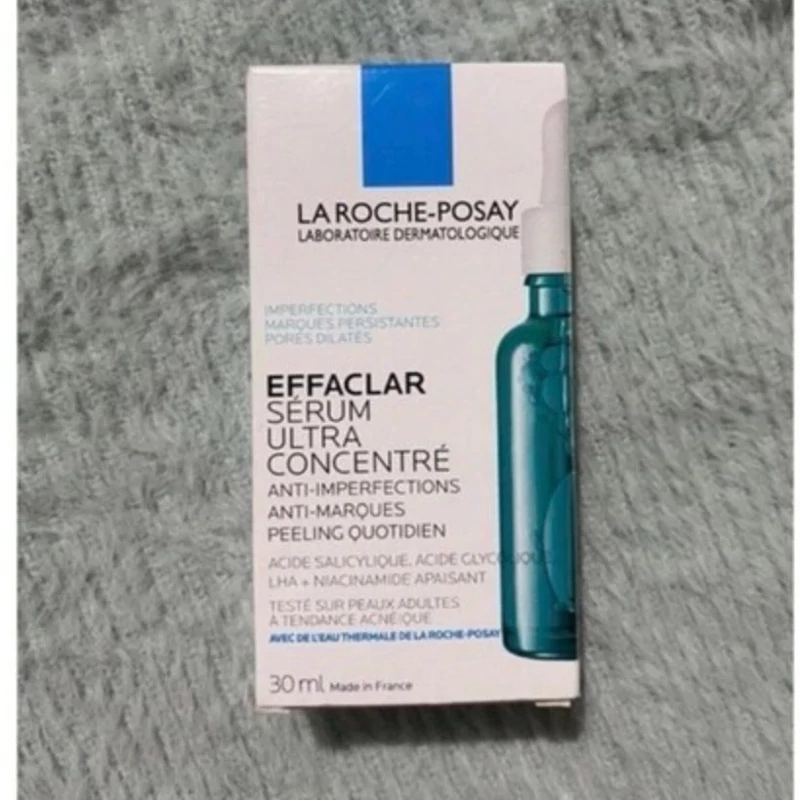 LA ROCHE-POSAY
LABORATOIRE DERMATOLOGIQUE
IMPERFECTIONS
MARQUES PERSISTANTES
PORES DILATÉS
EFFACLAR
SÉRUM
ULTRA
CONCENTRÉ
ANTI-IMPERFECTIONS
ANTI-MARQUES
PEELING QUOTIDIEN
ACIDE SALICYLIQUE, ACIDE GLYCOLIQUE,
LHA + NIACINAMIDE APAISANT
TESTÉ SUR PEAUX ADULTES
À TENDANCE ACNÉIQUE
AVEC DE L'EAU THERMALE DE LA ROCHE-POSAY
30 ml Made in France